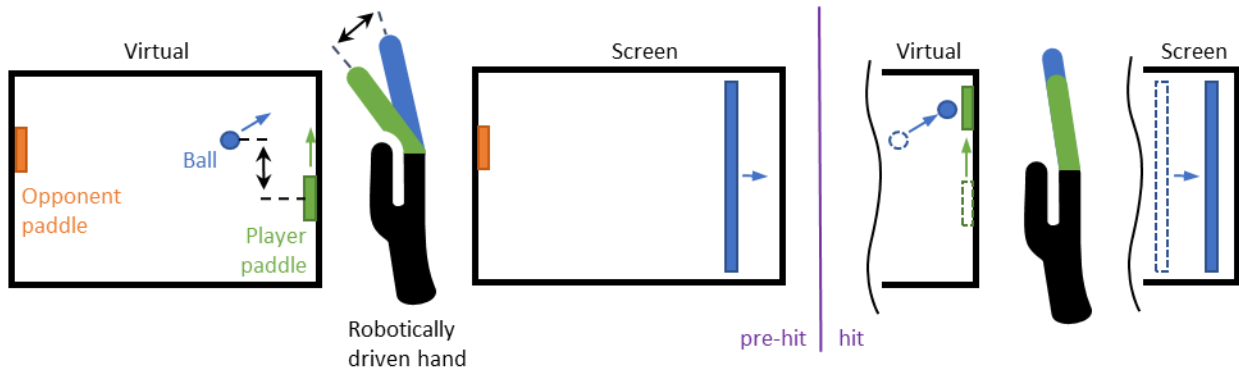 Virtual
Screen
Virtual
Screen
Ball
Opponent
paddle
Player
paddle
Robotically
driven hand
pre-hit
hit